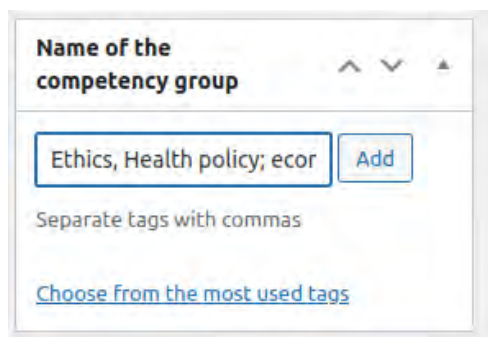 Name of the
competency group
Ethics, Health policy; ecor
Add
Separate tags with commas
Choose from the most used tags